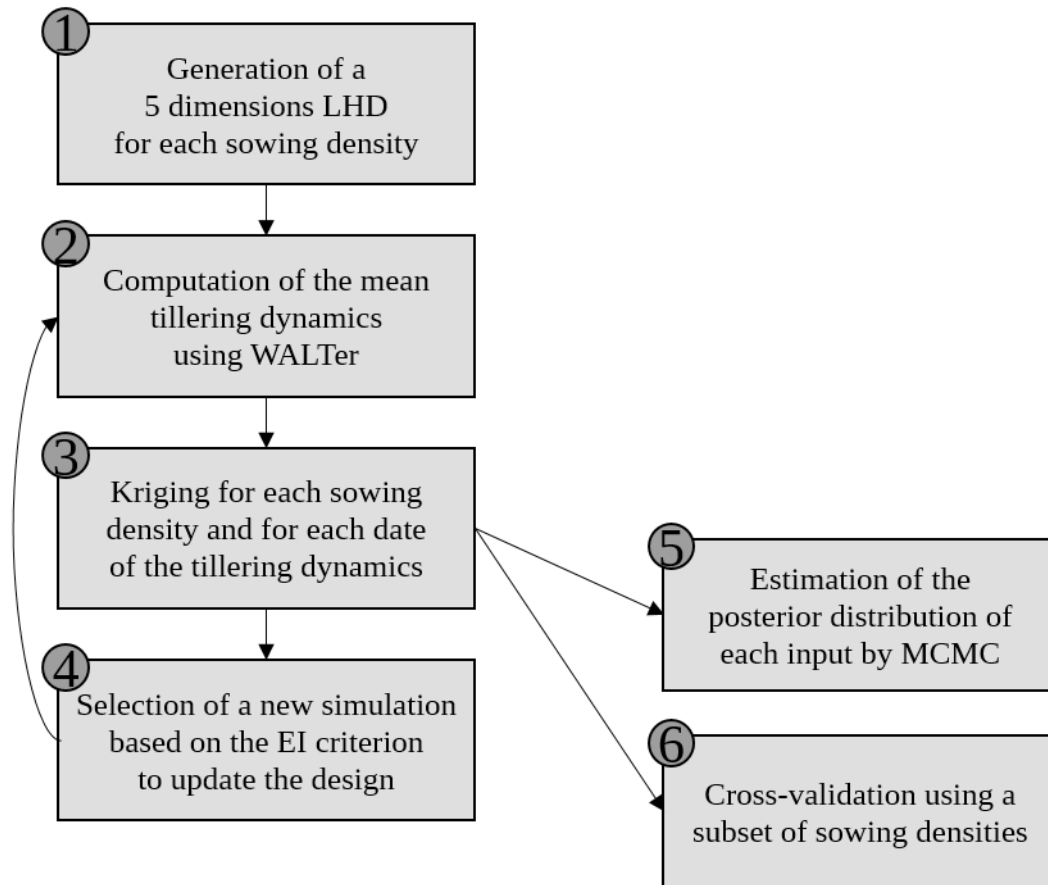 1
Generation of a
5 dimensions LHD
for each sowing density
2
Computation of the mean
tillering dynamics
using WALTer
3
Kriging for each sowing
density and for each date
of the tillering dynamics
4
Selection of a new simulation
based on the EI criterion
to update the design
5
Estimation of the
posterior distribution of
each input by MCMC
6
Cross-validation using a
subset of sowing densities